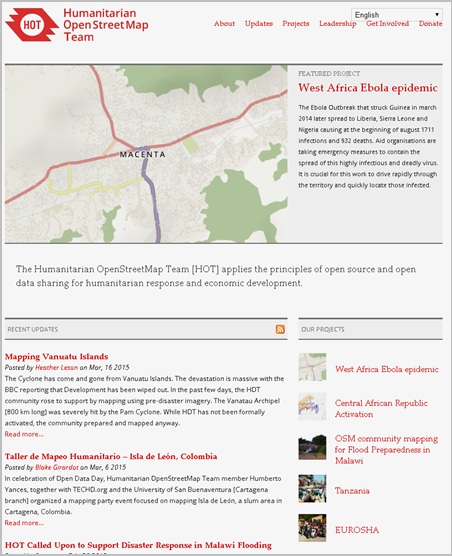 HOT
Humanitarian
OpenStreetMap
Team
English
About Updates Projects Leadership Get Involved Donate
MACENTA
FEATURED PROJECT
West Africa Ebola epidemic
The Ebola Outbreak that struck Guinea in march
2014 later spread to Liberia, Sierra Leone and
Nigeria causing at the beginning of august 1711
infections and 932 deaths. Aid organisations are
taking emergency measures to contain the
spread of this highly infectious and deadly virus.
It is crucial for this work to drive rapidly through
the territory and quickly locate those infected.
The Humanitarian OpenStreetMap Team [HOT] applies the principles of open source and open
data sharing for humanitarian response and economic development.
RECENT UPDATES
Mapping Vanuatu Islands
Posted by Heather Leson on Mar, 16 2015
The Cyclone has come and gone from Vanuatu Islands. The devastation is massive with the
BBC reporting that Development has been wiped out. In the past few days, the HOT
community rose to support by mapping using pre-disaster imagery. The Vanatau Archipel
[800 km long] was severely hit by the Pam Cyclone. While HOT has not been formally
activated, the community prepared and mapped anyway.
Read more...
Taller de Mapeo Humanitario – Isla de León, Colombia
Posted by Blake Girardot on Mar, 6 2015
In celebration of Open Data Day, Humanitarian OpenStreetMap Team member Humberto
Yances, together with TECHO.org and the University of San Buenaventura [Cartagena
branch] organized a mapping party event focused on mapping Isla de León, a slum area in
Cartagena, Colombia.
Read more...
HOT Called Upon to Support Disaster Response in Malawi Flooding
OUR PROJECTS
West Africa Ebola epidemic
Central African Republic
Activation
OSM community mapping
for Flood Preparedness in
Malawi
Tanzania
EUROSHA